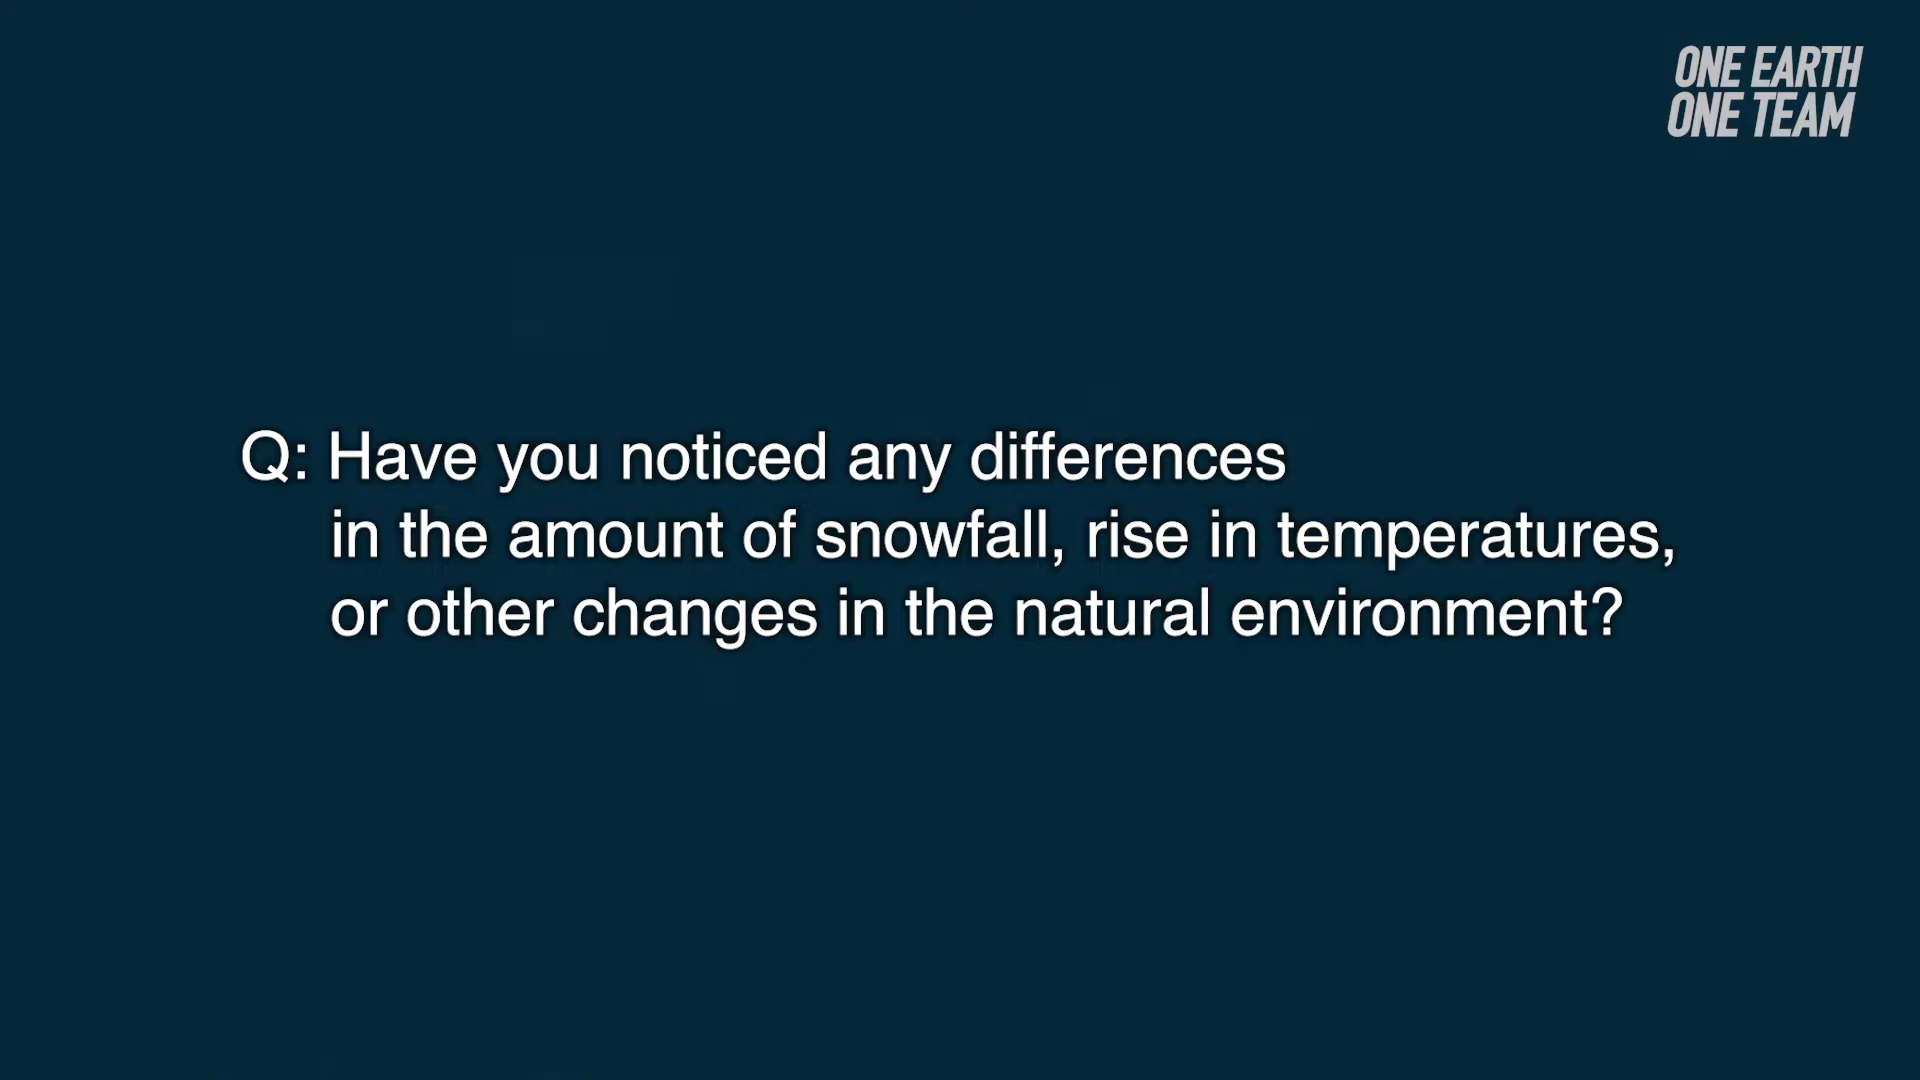 ONE EARTH
ONE TEAM
Q: Have you noticed any differences
in the amount of snowfall, rise in temperatures,
or other changes in the natural environment?